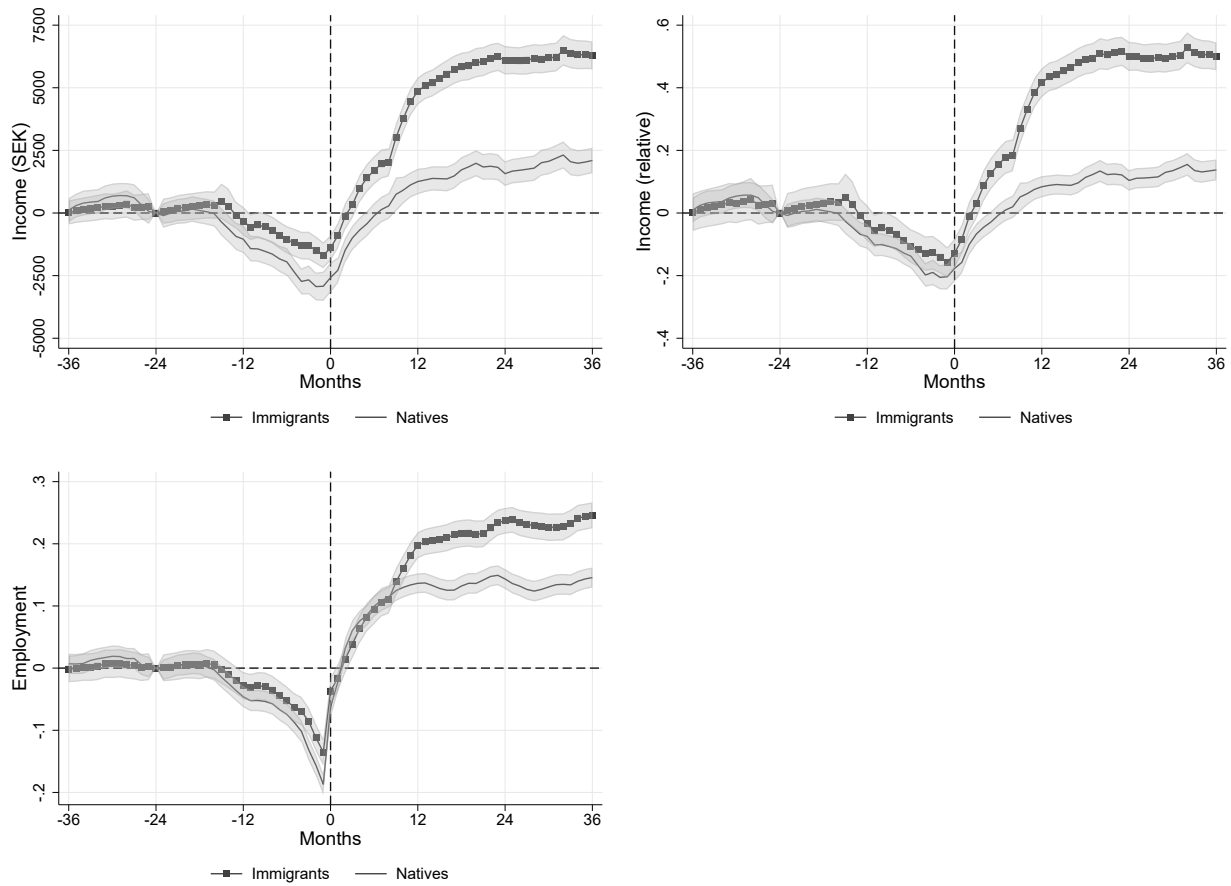 Income (SEK)
7500
5000
2500
0
-2500
-5000
-36 -24 -12 0 12 24 36
Months
Immigrants Natives
Income (relative)
.6
.4
.2
0
-.2
-.4
-36 -24 -12 0 12 24 36
Months
Immigrants Natives
Employment
.3
.2
.1
0
-.1
-.2
-36 -24 -12 0 12 24 36
Months
Immigrants Natives